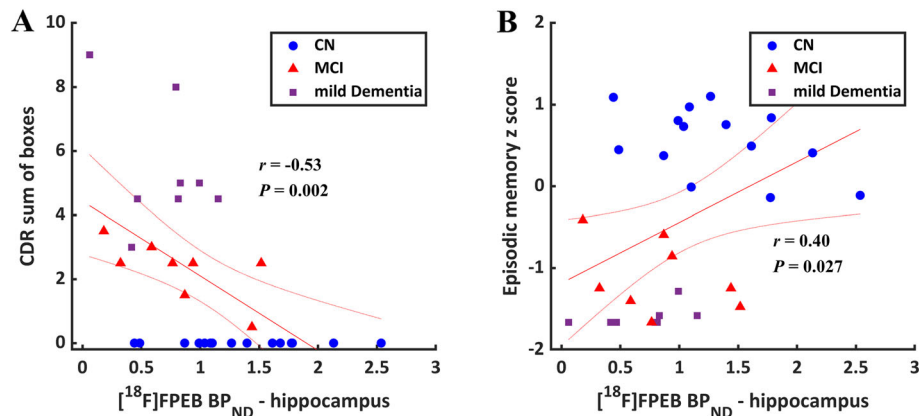 A
10
8
6
4
2
0
CDR sum of boxes
CN
MCI
mild Dementia
r = -0.53
P = 0.002
0 0.5 1 1.5 2 2.5 3
[¹⁸F]FPEB BP_ND - hippocampus
B
2
1
0
-1
-2
Episodic memory z score
CN
MCI
mild Dementia
r = 0.40
P = 0.027
0 0.5 1 1.5 2 2.5 3
[¹⁸F]FPEB BP_ND - hippocampus